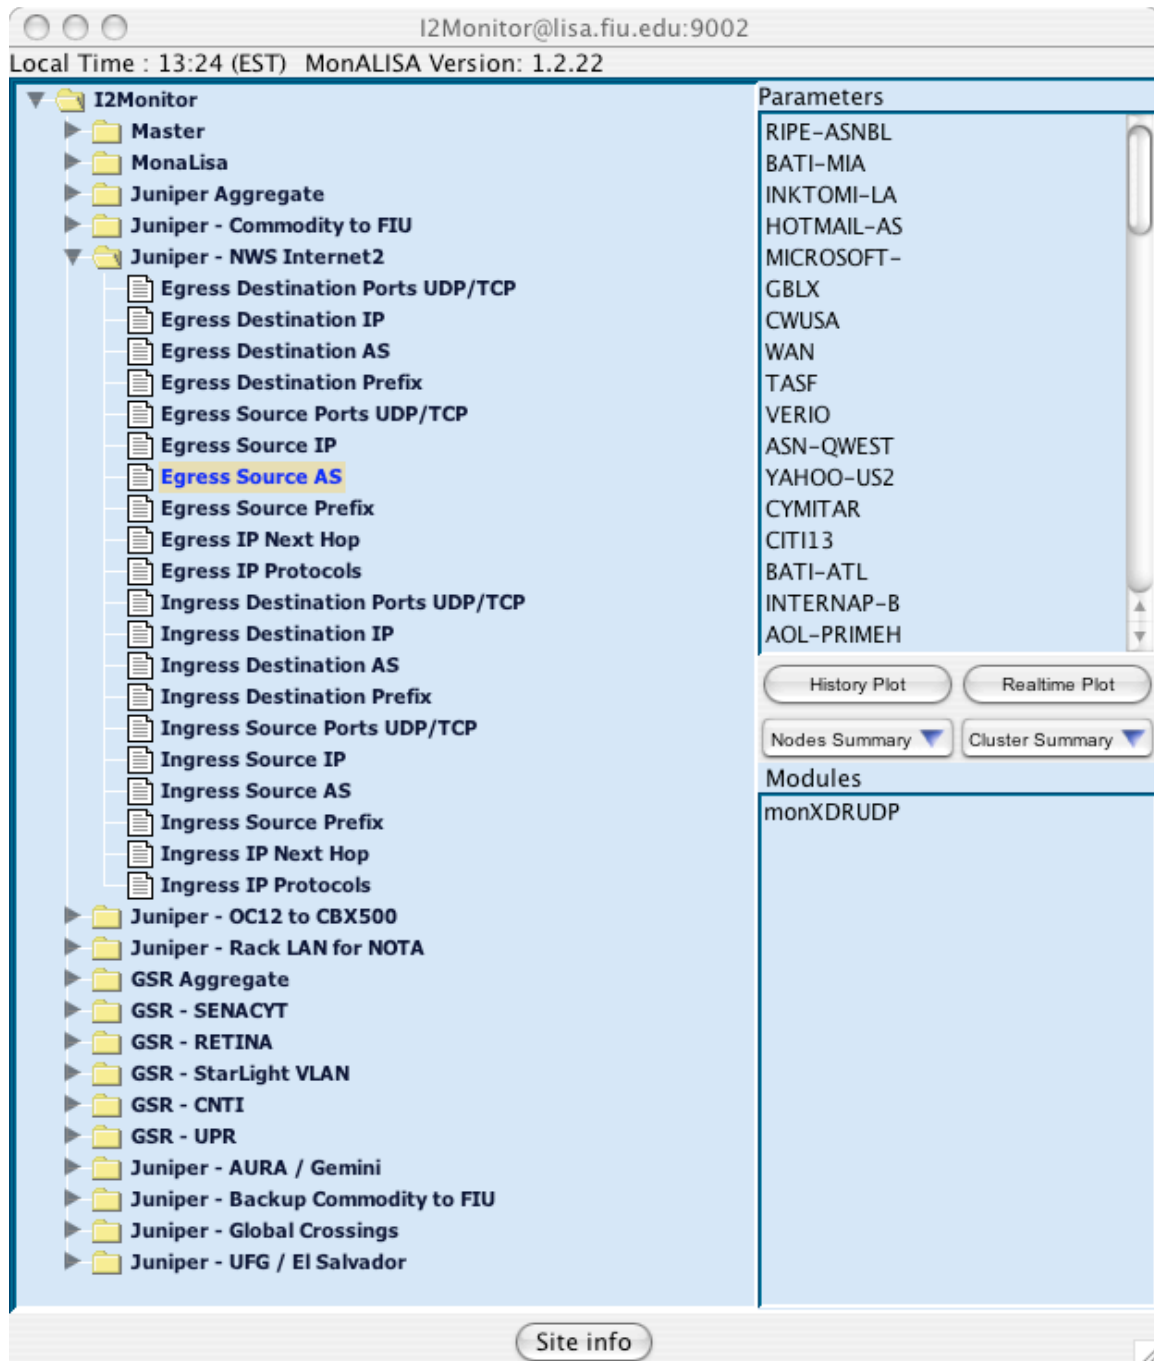 I2Monitor@lisa.fiu.edu:9002
Local Time : 13:24 (EST) MonALISA Version: 1.2.22
I2Monitor
Master
MonaLisa
Juniper Aggregate
Juniper - Commodity to FIU
Juniper - NWS Internet2
Egress Destination Ports UDP/TCP
Egress Destination IP
Egress Destination AS
Egress Destination Prefix
Egress Source Ports UDP/TCP
Egress Source IP
Egress Source AS
Egress Source Prefix
Egress IP Next Hop
Egress IP Protocols
Ingress Destination Ports UDP/TCP
Ingress Destination IP
Ingress Destination AS
Ingress Destination Prefix
Ingress Source Ports UDP/TCP
Ingress Source IP
Ingress Source AS
Ingress Source Prefix
Ingress IP Next Hop
Ingress IP Protocols
Juniper - OC12 to CBX500
Juniper - Rack LAN for NOTA
GSR Aggregate
GSR - SENACYT
GSR - RETINA
GSR - StarLight VLAN
GSR - CNTI
GSR - UPR
Juniper - AURA / Gemini
Juniper - Backup Commodity to FIU
Juniper - Global Crossings
Juniper - UFG / El Salvador
Parameters
RIPE-ASNBL
BATI-MIA
INKTOMI-LA
HOTMAIL-AS
MICROSOFT-
GBLX
CWUSA
WAN
TASF
VERIO
ASN-QWEST
YAHOO-US2
CYMITAR
CITI13
BATI-ATL
INTERNAP-B
AOL-PRIMEH
History Plot Realtime Plot
Nodes Summary Cluster Summary
Modules
monXDRUDP
Site info